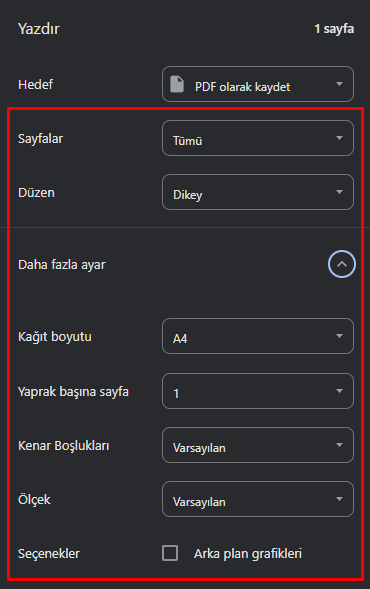 Yazdır 1 sayfa
Hedef PDF olarak kaydet
Sayfalar Tümü
Düzen Dikey
Daha fazla ayar
Kağıt boyutu A4
Yaprak başına sayfa 1
Kenar Boşlukları Varsayılan
Ölçek Varsayılan
Seçenekler Arka plan grafikleri